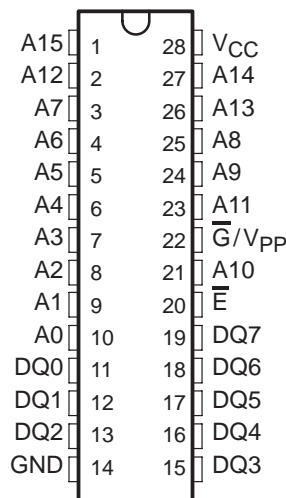 A15 1 28 VCC
A12 2 27 A14
A7 3 26 A13
A6 4 25 A8
A5 5 24 A9
A4 6 23 A11
A3 7 22 G̅/VPP
A2 8 21 A10
A1 9 20 E̅
A0 10 19 DQ7
DQ0 11 18 DQ6
DQ1 12 17 DQ5
DQ2 13 16 DQ4
GND 14 15 DQ3